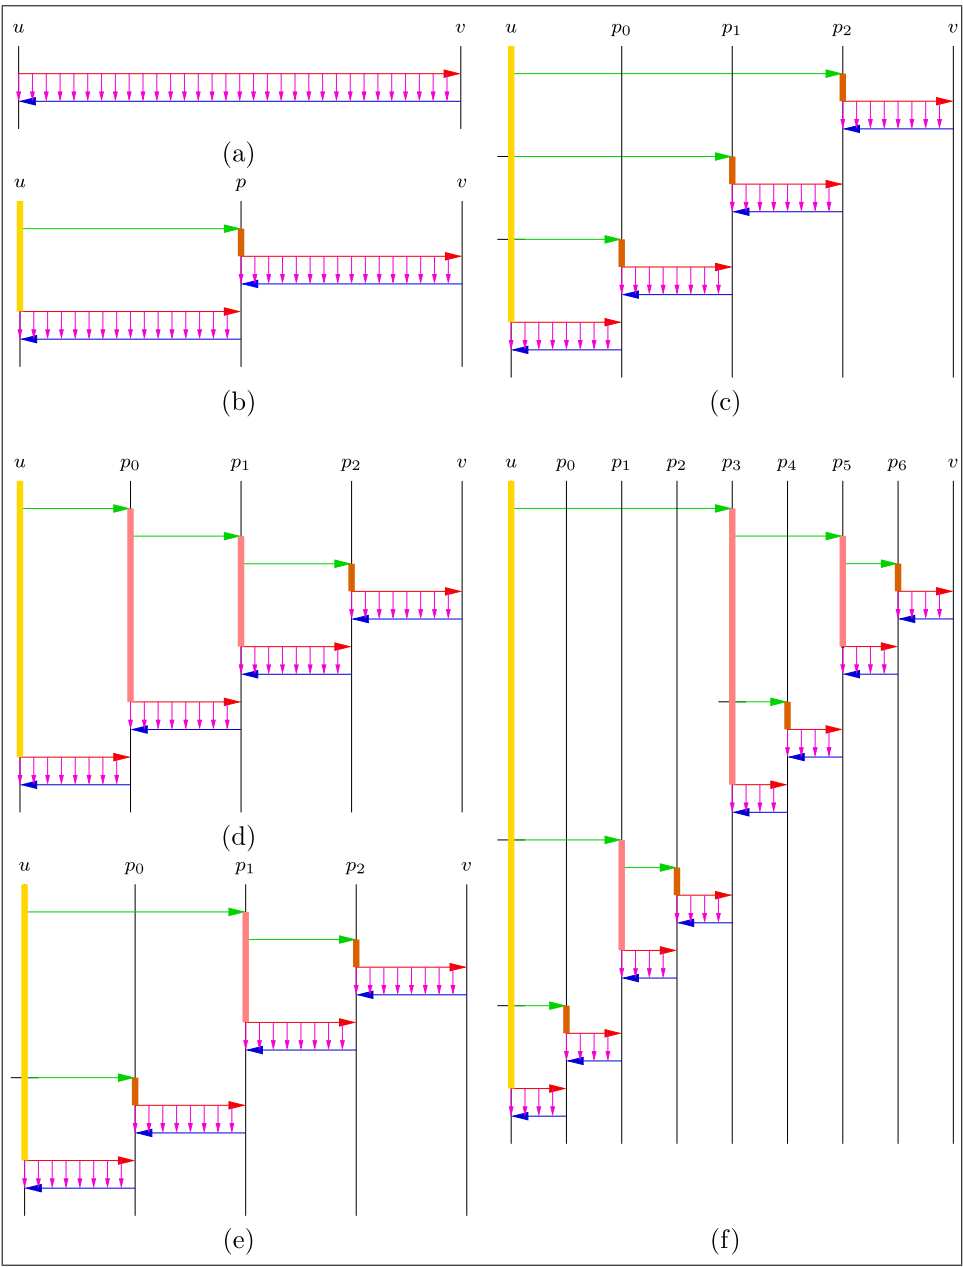 u v
(a)
u p v
(b)
u p₀ p₁ p₂ v
(c)
u p₀ p₁ p₂ v
(d)
u p₀ p₁ p₂ v
(e)
u p₀ p₁ p₂ p₃ p₄ p₅ p₆ v
(f)